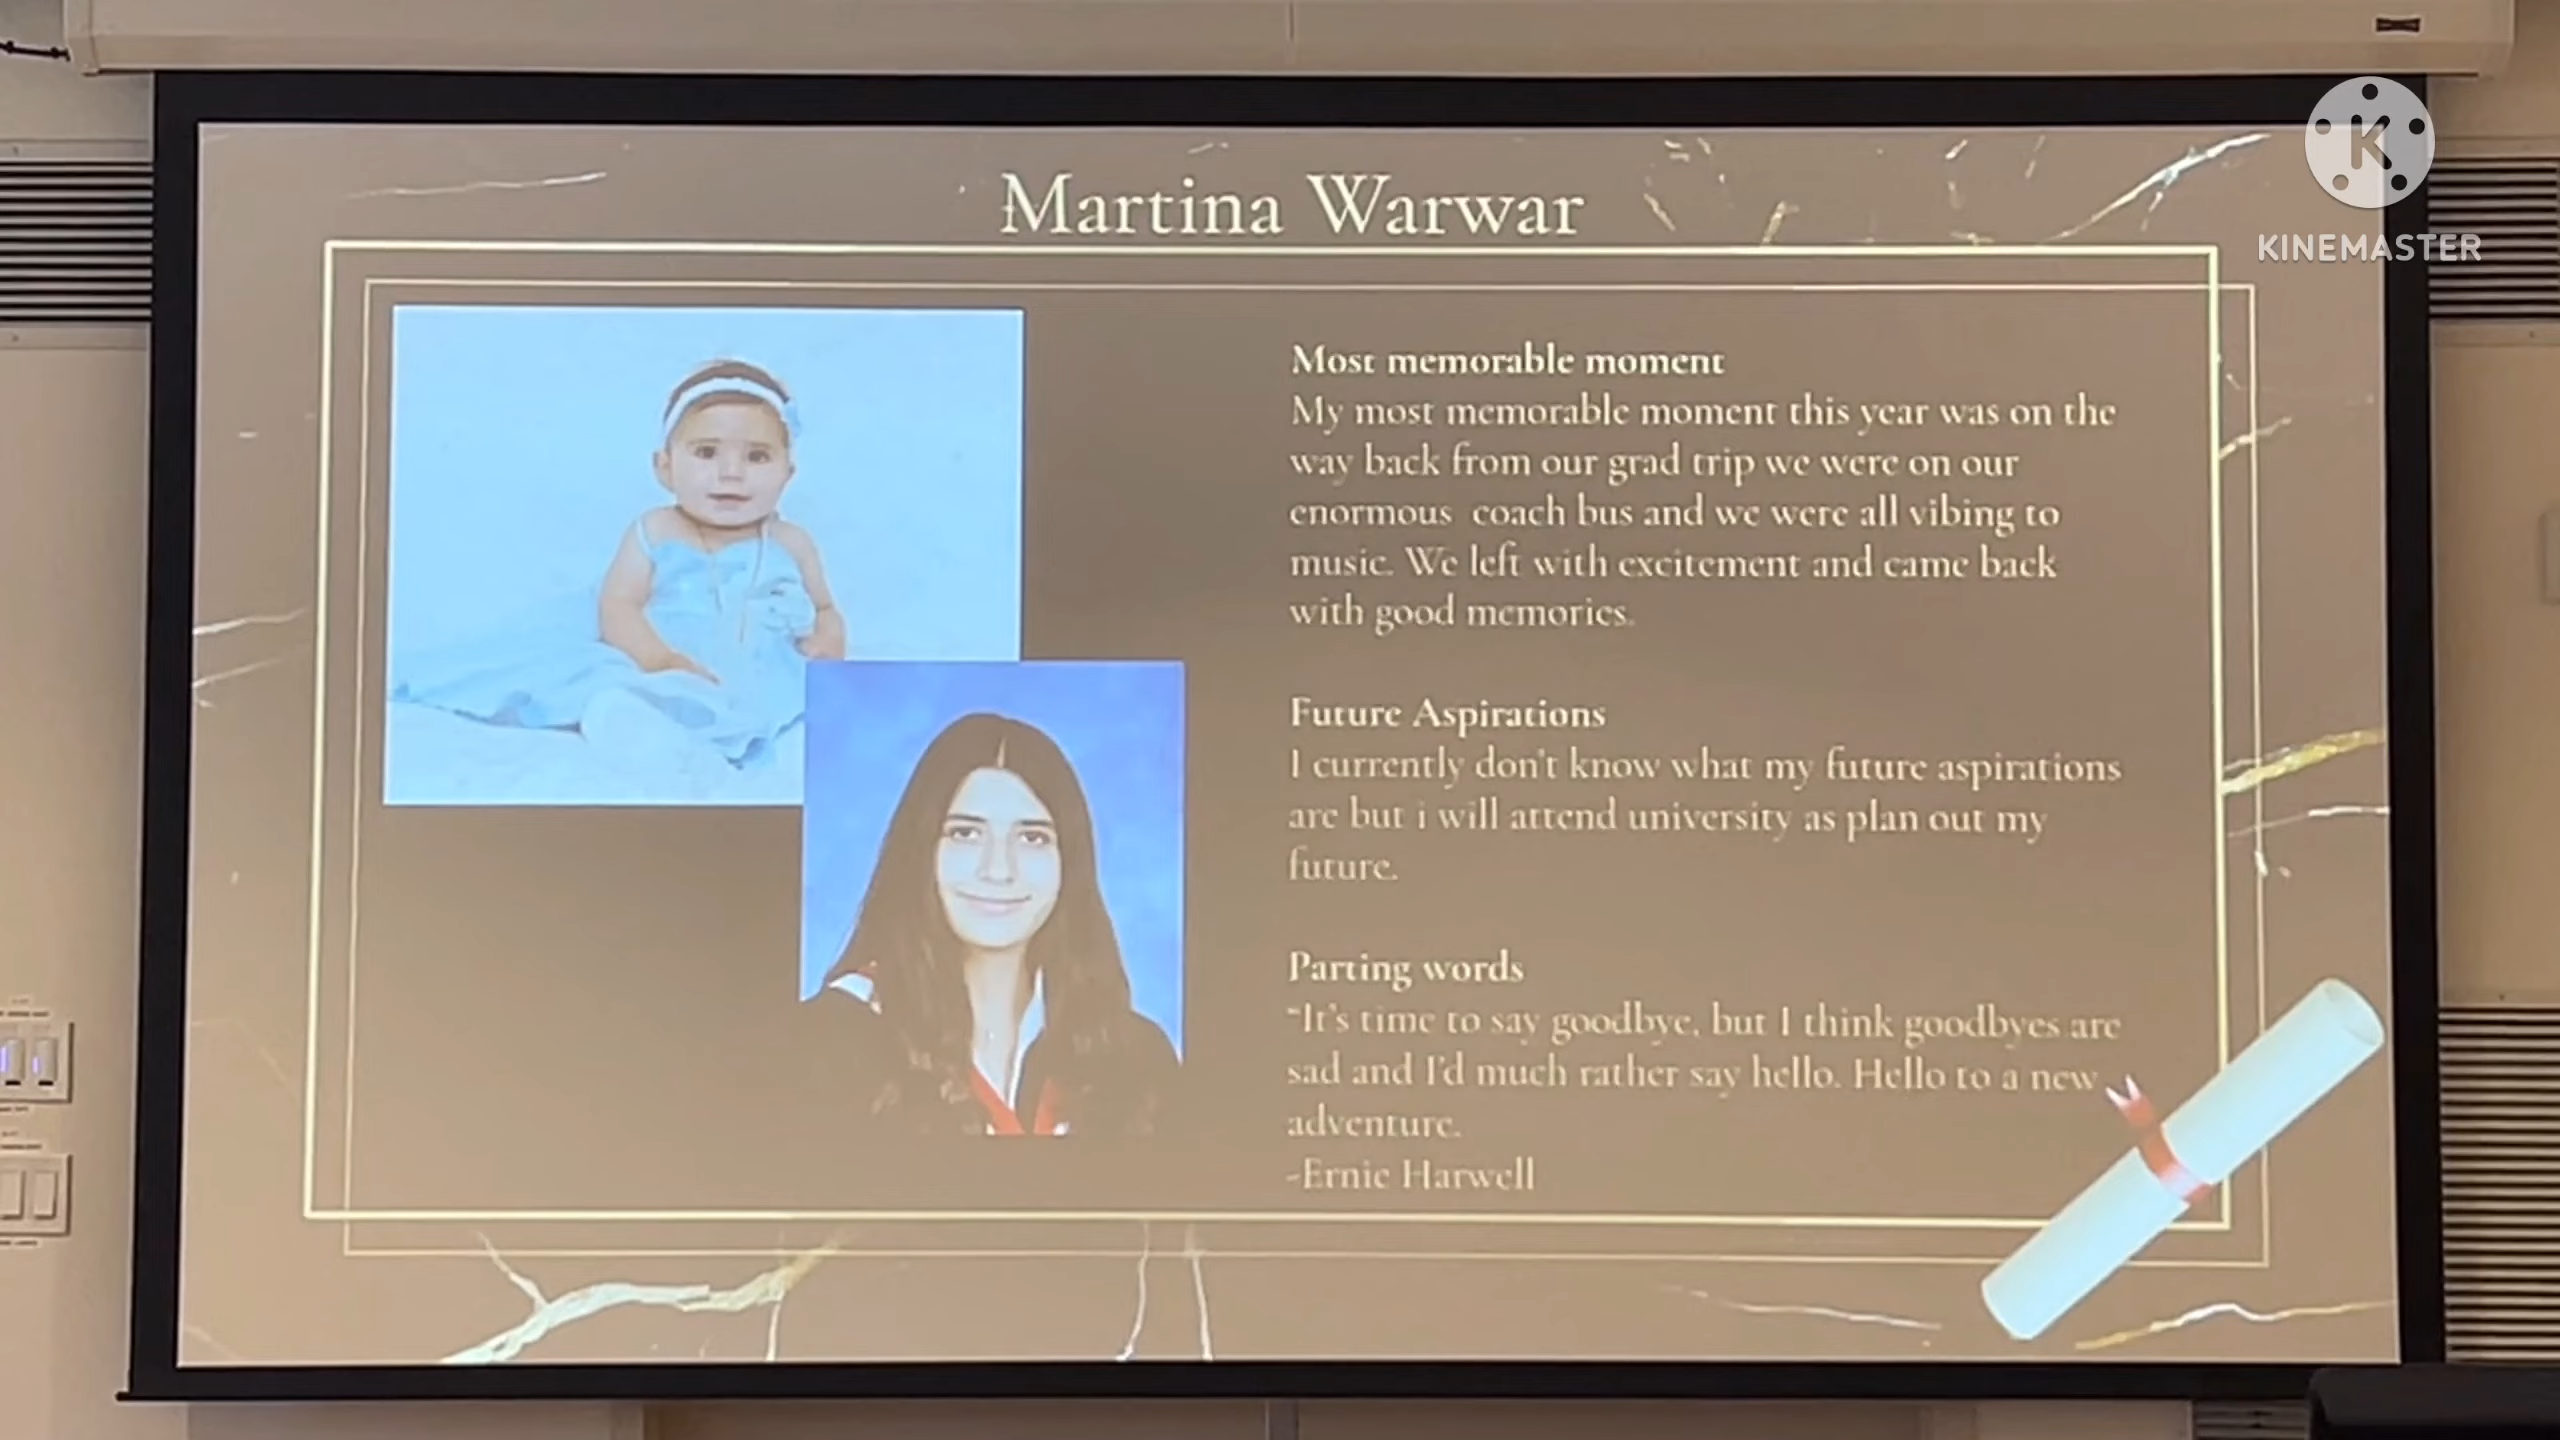 Martina Warwar
K
KINEMASTER
Most memorable moment
My most memorable moment this year was on the
way back from our grad trip we were on our
enormous coach bus and we were all vibing to
music. We left with excitement and came back
with good memories.
Future Aspirations
I currently don't know what my future aspirations
are but i will attend university as plan out my
future.
Parting words
"It's time to say goodbye, but I think goodbyes are
sad and I'd much rather say hello. Hello to a new
adventure.
-Ernie Harwell